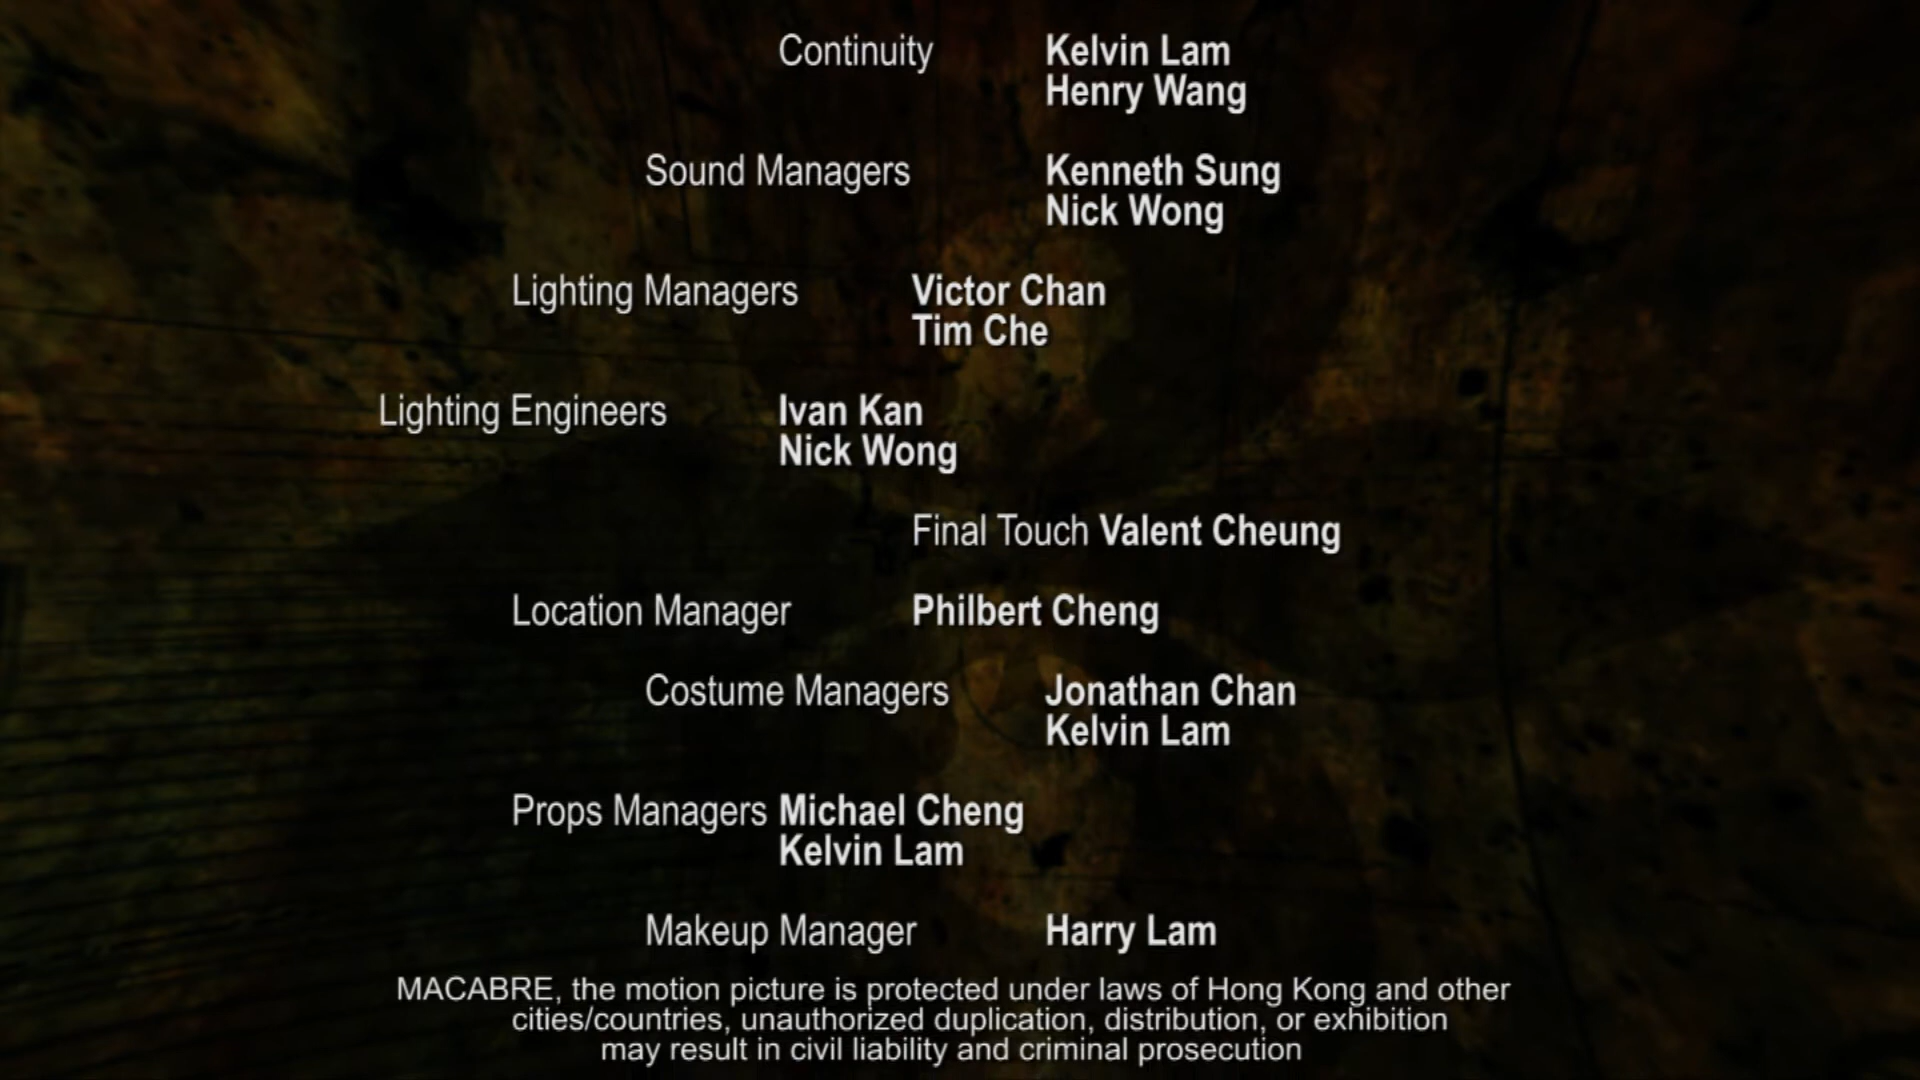 Continuity Kelvin Lam
Henry Wang
Sound Managers Kenneth Sung
Nick Wong
Lighting Managers Victor Chan
Tim Che
Lighting Engineers Ivan Kan
Nick Wong
Final Touch Valent Cheung
Location Manager Philbert Cheng
Costume Managers Jonathan Chan
Kelvin Lam
Props Managers Michael Cheng
Kelvin Lam
Makeup Manager Harry Lam
MACABRE, the motion picture is protected under laws of Hong Kong and other
cities/countries, unauthorized duplication, distribution, or exhibition
may result in civil liability and criminal prosecution